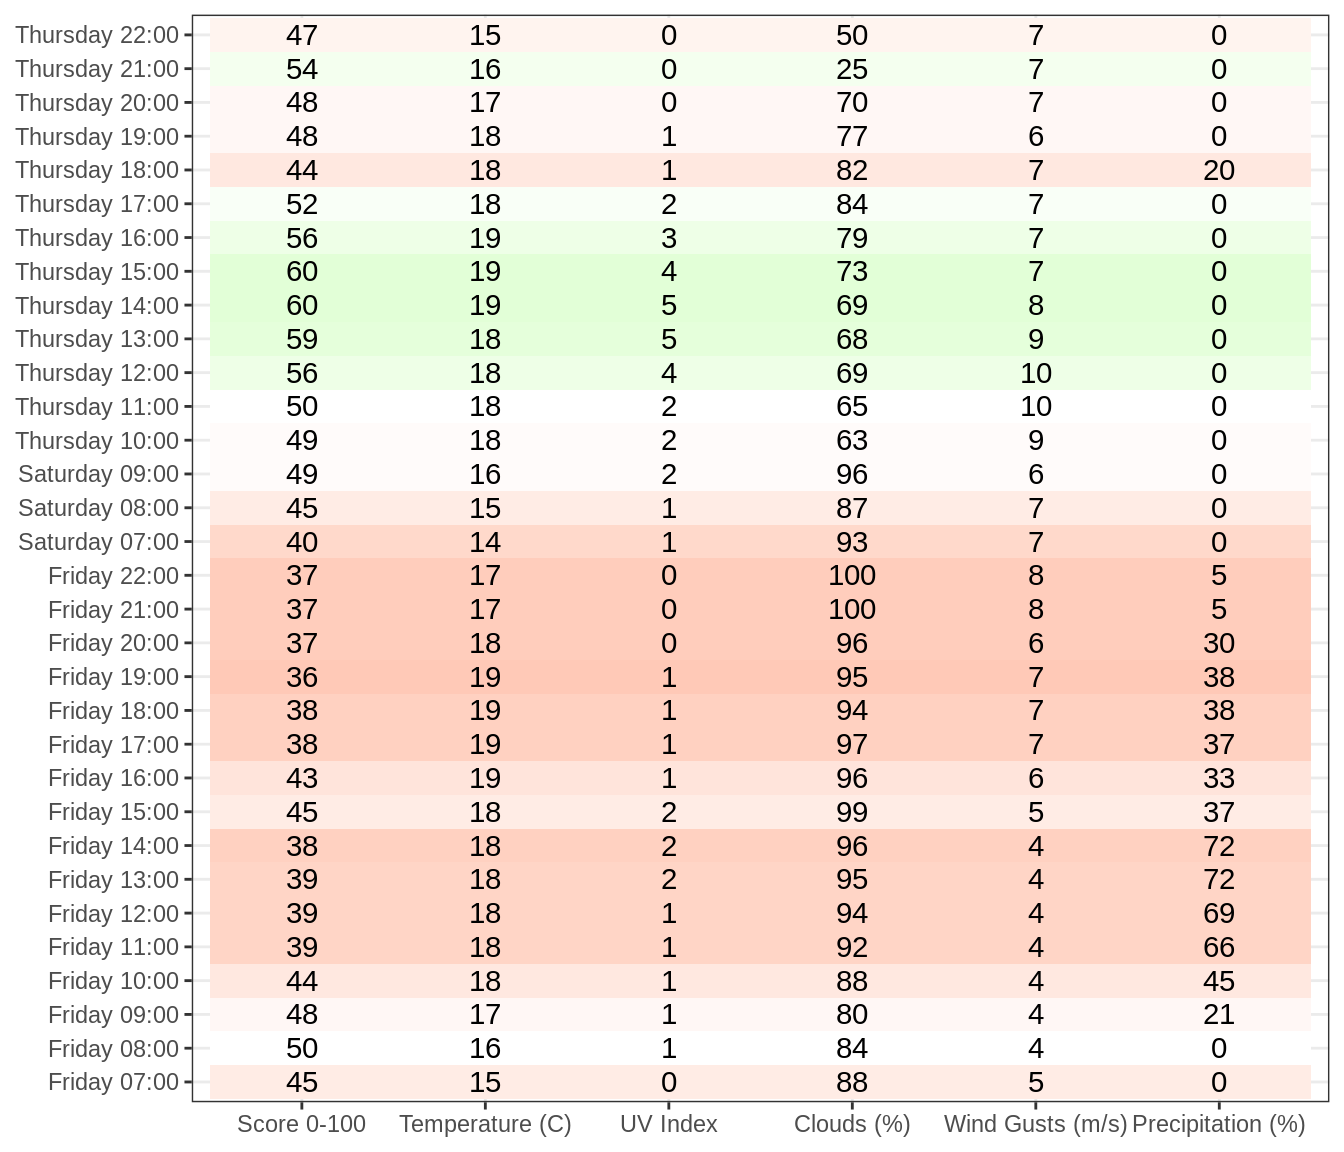 Thursday 22:00 47 15 0 50 7 0
Thursday 21:00 54 16 0 25 7 0
Thursday 20:00 48 17 0 70 7 0
Thursday 19:00 48 18 1 77 6 0
Thursday 18:00 44 18 1 82 7 20
Thursday 17:00 52 18 2 84 7 0
Thursday 16:00 56 19 3 79 7 0
Thursday 15:00 60 19 4 73 7 0
Thursday 14:00 60 19 5 69 8 0
Thursday 13:00 59 18 5 68 9 0
Thursday 12:00 56 18 4 69 10 0
Thursday 11:00 50 18 2 65 10 0
Thursday 10:00 49 18 2 63 9 0
Saturday 09:00 49 16 2 96 6 0
Saturday 08:00 45 15 1 87 7 0
Saturday 07:00 40 14 1 93 7 0
Friday 22:00 37 17 0 100 8 5
Friday 21:00 37 17 0 100 8 5
Friday 20:00 37 18 0 96 6 30
Friday 19:00 36 19 1 95 7 38
Friday 18:00 38 19 1 94 7 38
Friday 17:00 38 19 1 97 7 37
Friday 16:00 43 19 1 96 6 33
Friday 15:00 45 18 2 99 5 37
Friday 14:00 38 18 2 96 4 72
Friday 13:00 39 18 2 95 4 72
Friday 12:00 39 18 1 94 4 69
Friday 11:00 39 18 1 92 4 66
Friday 10:00 44 18 1 88 4 45
Friday 09:00 48 17 1 80 4 21
Friday 08:00 50 16 1 84 4 0
Friday 07:00 45 15 0 88 5 0
Score 0-100 Temperature (C) UV Index Clouds (%) Wind Gusts (m/s) Precipitation (%)